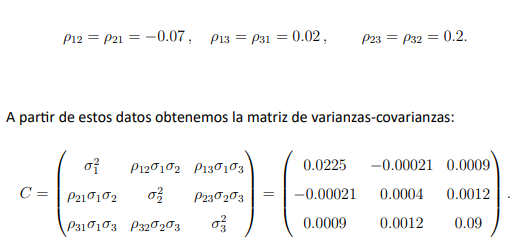 ρ₁₂ = ρ₂₁ = −0.07 , ρ₁₃ = ρ₃₁ = 0.02 , ρ₂₃ = ρ₃₂ = 0.2.
A partir de estos datos obtenemos la matriz de varianzas-covarianzas:
σ₁² ρ₁₂σ₁σ₂ ρ₁₃σ₁σ₃ 0.0225 −0.00021 0.0009
C = ρ₂₁σ₁σ₂ σ₂² ρ₂₃σ₂σ₃ = −0.00021 0.0004 0.0012 .
ρ₃₁σ₁σ₃ ρ₃₂σ₂σ₃ σ₃² 0.0009 0.0012 0.09